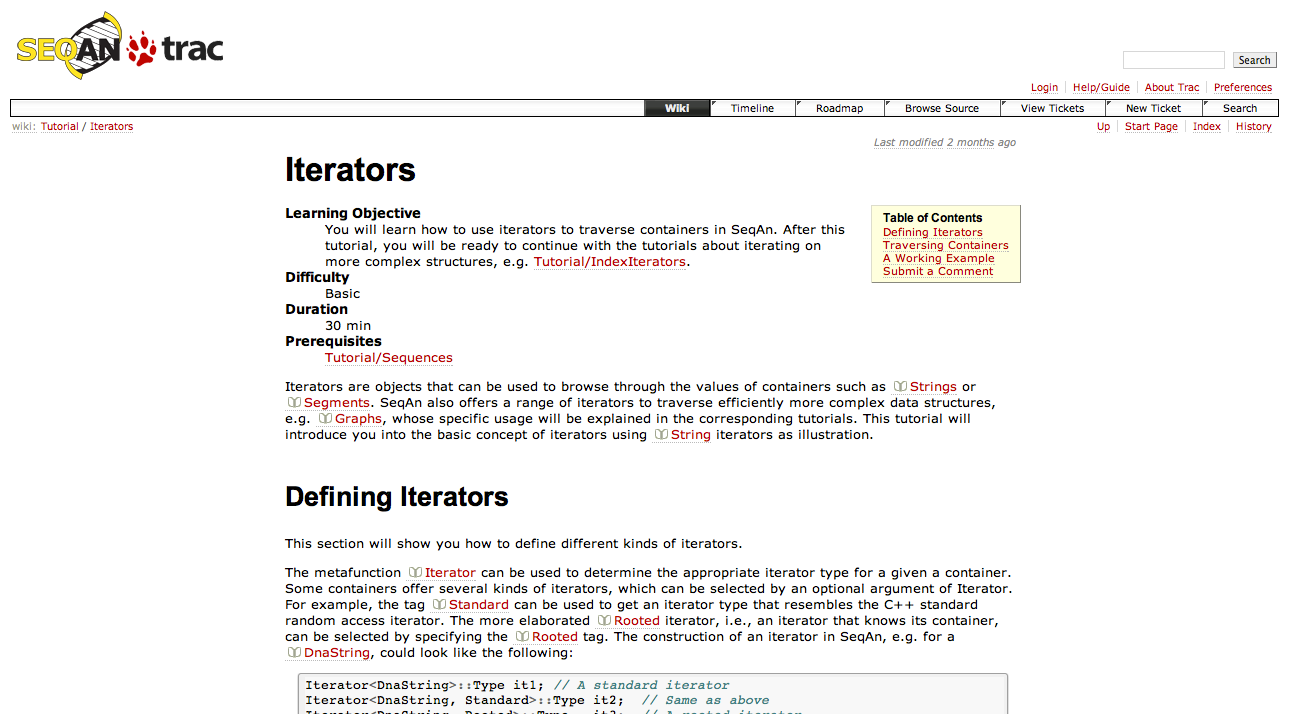 SEQAN trac
Search
Login Help/Guide About Trac Preferences
Wiki Timeline Roadmap Browse Source View Tickets New Ticket Search
wiki: Tutorial / Iterators
Up Start Page Index History
Last modified 2 months ago
Iterators
Learning Objective
You will learn how to use iterators to traverse containers in SeqAn. After this
tutorial, you will be ready to continue with the tutorials about iterating on
more complex structures, e.g. Tutorial/IndexIterators.
Difficulty
Basic
Duration
30 min
Prerequisites
Tutorial/Sequences
Table of Contents
Defining Iterators
Traversing Containers
A Working Example
Submit a Comment
Iterators are objects that can be used to browse through the values of containers such as Strings or
Segments. SeqAn also offers a range of iterators to traverse efficiently more complex data structures,
e.g. Graphs, whose specific usage will be explained in the corresponding tutorials. This tutorial will
introduce you into the basic concept of iterators using String iterators as illustration.
Defining Iterators
This section will show you how to define different kinds of iterators.
The metafunction Iterator can be used to determine the appropriate iterator type for a given a container.
Some containers offer several kinds of iterators, which can be selected by an optional argument of Iterator.
For example, the tag Standard can be used to get an iterator type that resembles the C++ standard
random access iterator. The more elaborated Rooted iterator, i.e., an iterator that knows its container,
can be selected by specifying the Rooted tag. The construction of an iterator in SeqAn, e.g. for a
DnaString, could look like the following:
Iterator<DnaString>::Type it1; // A standard iterator
Iterator<DnaString, Standard>::Type it2; // Same as above
Iterator<DnaString, Rooted>::Type it3; // A rooted iterator